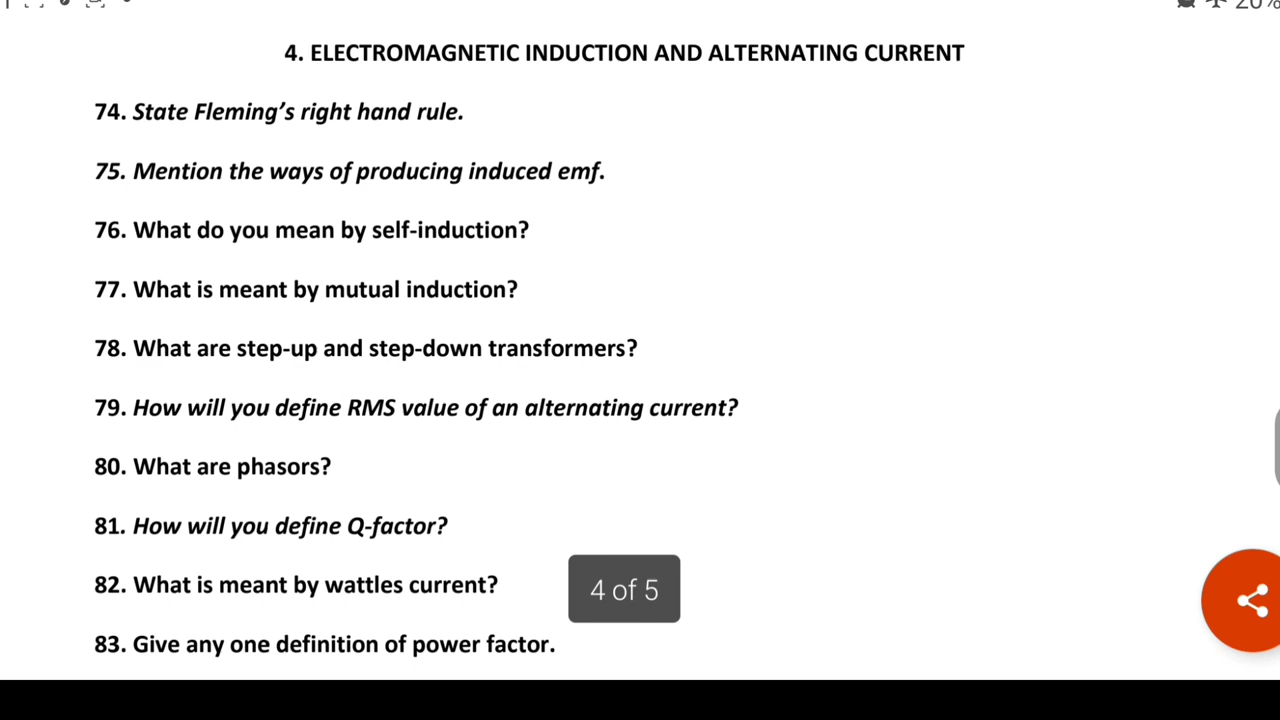 20%
4. ELECTROMAGNETIC INDUCTION AND ALTERNATING CURRENT
74. State Fleming's right hand rule.
75. Mention the ways of producing induced emf.
76. What do you mean by self-induction?
77. What is meant by mutual induction?
78. What are step-up and step-down transformers?
79. How will you define RMS value of an alternating current?
80. What are phasors?
81. How will you define Q-factor?
82. What is meant by wattles current?
4 of 5
83. Give any one definition of power factor.